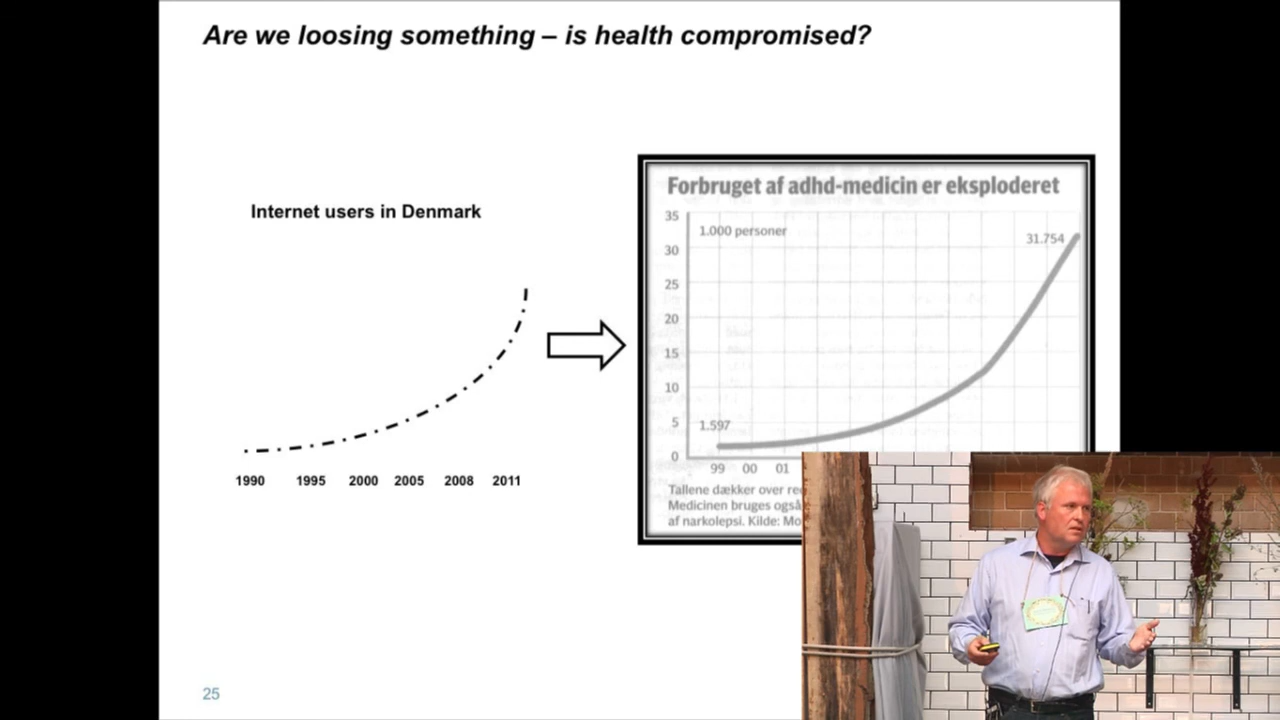 Are we loosing something – is health compromised?
Internet users in Denmark
1990 1995 2000 2005 2008 2011
Forbruget af adhd-medicin er eksploderet
35
1.000 personer
31.754
30
25
20
15
10
5
1.597
0
99 00 01
Tallene dækker over
Medicinen bruges også
af narkolepsi. Kilde:
25